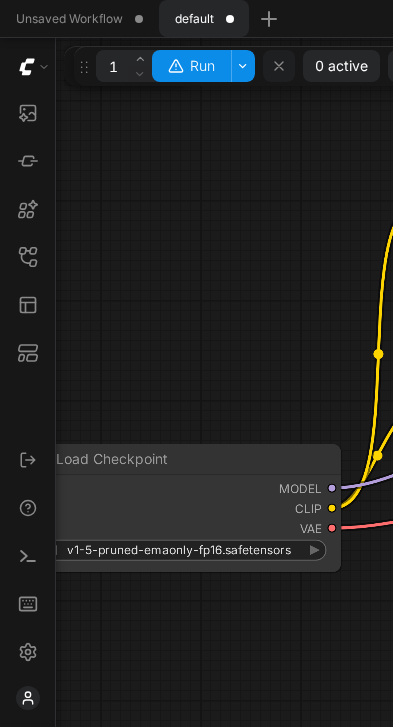 Unsaved Workflow
default
1
Run
0 active
Load Checkpoint
MODEL
CLIP
VAE
v1-5-pruned-emaonly-fp16.safetensors